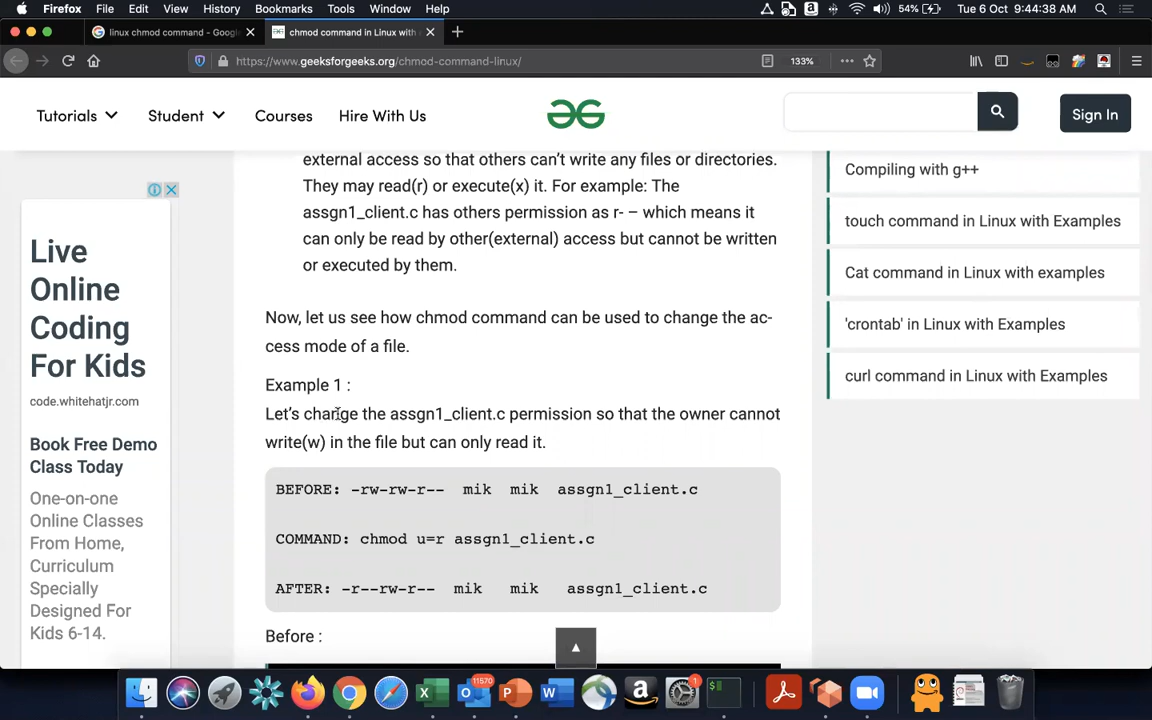 Firefox File Edit View History Bookmarks Tools Window Help 54% Tue 6 Oct 9:44:38 AM
linux chmod command - Google
chmod command in Linux with
https://www.geeksforgeeks.org/chmod-command-linux/ 133%
Tutorials Student Courses Hire With Us Sign In
external access so that others can't write any files or directories.
They may read(r) or execute(x) it. For example: The
assgn1_client.c has others permission as r- – which means it
can only be read by other(external) access but cannot be written
or executed by them.
Now, let us see how chmod command can be used to change the ac-
cess mode of a file.
Example 1 :
Let's change the assgn1_client.c permission so that the owner cannot
write(w) in the file but can only read it.
BEFORE: -rw-rw-r-- mik mik assgn1_client.c
COMMAND: chmod u=r assgn1_client.c
AFTER: -r--rw-r-- mik mik assgn1_client.c
Before :
Live
Online
Coding
For Kids
code.whitehatjr.com
Book Free Demo
Class Today
One-on-one
Online Classes
From Home,
Curriculum
Specially
Designed For
Kids 6-14.
Compiling with g++
touch command in Linux with Examples
Cat command in Linux with examples
'crontab' in Linux with Examples
curl command in Linux with Examples
11570
1